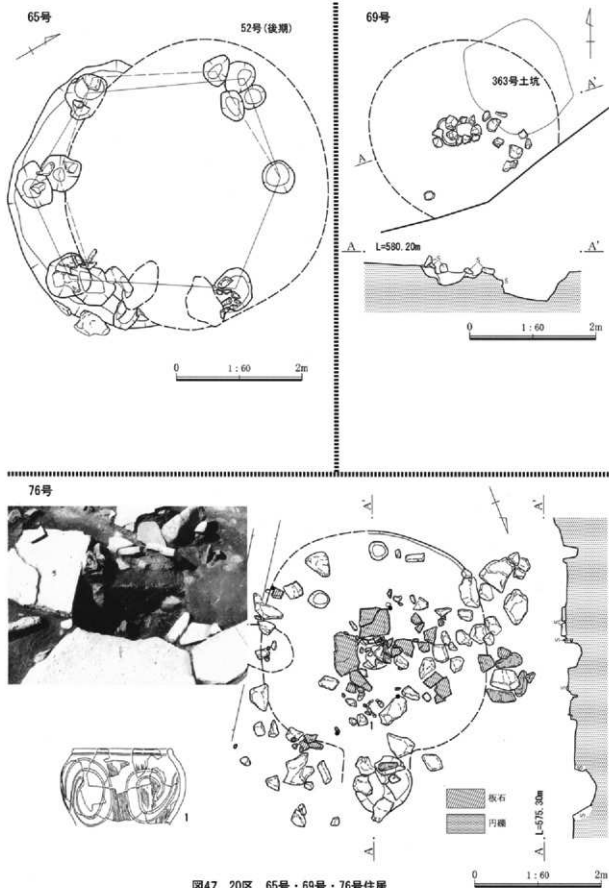 65号
52号(後期)
0 1:60 2m
69号
363号土坑
A'
A
A L=580.20m A'
S
S
0 1:60 2m
76号
A'
A'
1
板石
円礫
L=575.30m
A
A
0 1:60 2m
図47 20区 65号・69号・76号住居